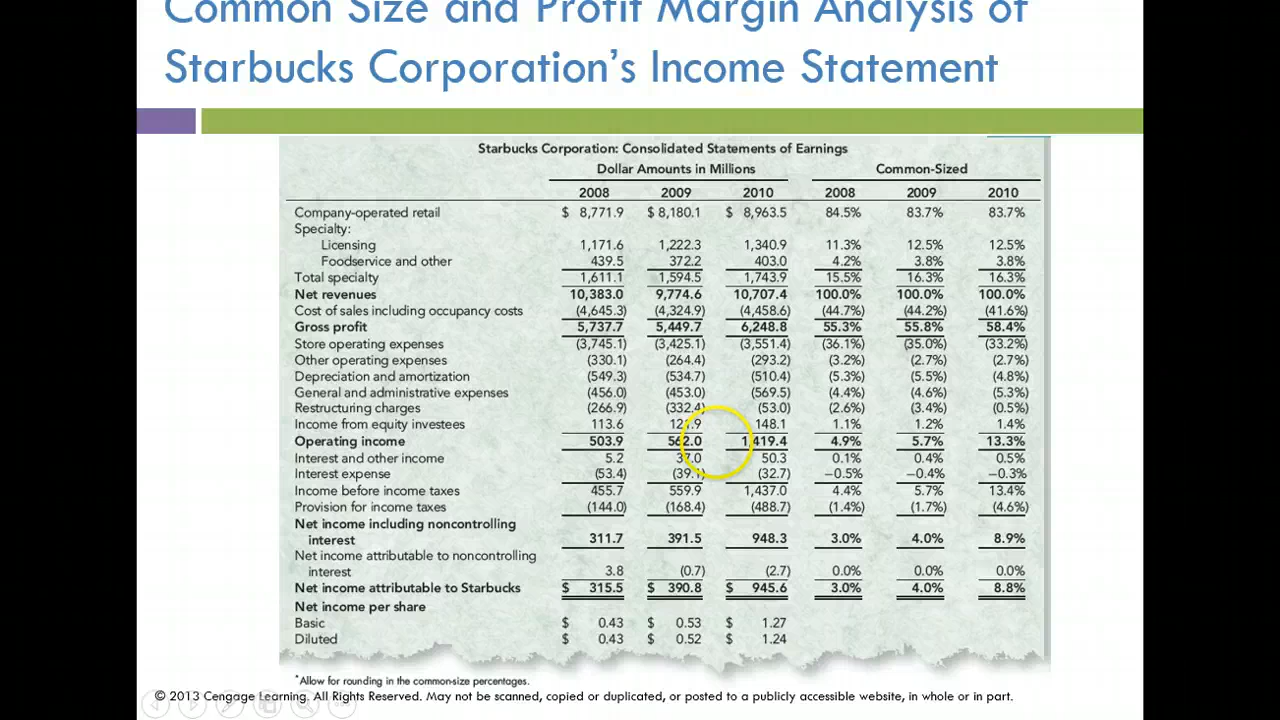 Common Size and Profit Margin Analysis of
Starbucks Corporation's Income Statement
Starbucks Corporation: Consolidated Statements of Earnings
Dollar Amounts in Millions Common-Sized
2008 2009 2010 2008 2009 2010
Company-operated retail $ 8,771.9 $ 8,180.1 $ 8,963.5 84.5% 83.7% 83.7%
Specialty:
Licensing 1,171.6 1,222.3 1,340.9 11.3% 12.5% 12.5%
Foodservice and other 439.5 372.2 403.0 4.2% 3.8% 3.8%
Total specialty 1,611.1 1,594.5 1,743.9 15.5% 16.3% 16.3%
Net revenues 10,383.0 9,774.6 10,707.4 100.0% 100.0% 100.0%
Cost of sales including occupancy costs (4,645.3) (4,324.9) (4,458.6) (44.7%) (44.2%) (41.6%)
Gross profit 5,737.7 5,449.7 6,248.8 55.3% 55.8% 58.4%
Store operating expenses (3,745.1) (3,425.1) (3,551.4) (36.1%) (35.0%) (33.2%)
Other operating expenses (330.1) (264.4) (293.2) (3.2%) (2.7%) (2.7%)
Depreciation and amortization (549.3) (534.7) (510.4) (5.3%) (5.5%) (4.8%)
General and administrative expenses (456.0) (453.0) (569.5) (4.4%) (4.6%) (5.3%)
Restructuring charges (266.9) (332.4) (53.0) (2.6%) (3.4%) (0.5%)
Income from equity investees 113.6 121.9 148.1 1.1% 1.2% 1.4%
Operating income 503.9 562.0 1,419.4 4.9% 5.7% 13.3%
Interest and other income 5.2 37.0 50.3 0.1% 0.4% 0.5%
Interest expense (53.4) (39.1) (32.7) −0.5% −0.4% −0.3%
Income before income taxes 455.7 559.9 1,437.0 4.4% 5.7% 13.4%
Provision for income taxes (144.0) (168.4) (488.7) (1.4%) (1.7%) (4.6%)
Net income including noncontrolling
interest 311.7 391.5 948.3 3.0% 4.0% 8.9%
Net income attributable to noncontrolling
interest 3.8 (0.7) (2.7) 0.0% 0.0% 0.0%
Net income attributable to Starbucks $ 315.5 $ 390.8 $ 945.6 3.0% 4.0% 8.8%
Net income per share
Basic $ 0.43 $ 0.53 $ 1.27
Diluted $ 0.43 $ 0.52 $ 1.24
*Allow for rounding in the common-size percentages.
© 2013 Cengage Learning. All Rights Reserved. May not be scanned, copied or duplicated, or posted to a publicly accessible website, in whole or in part.